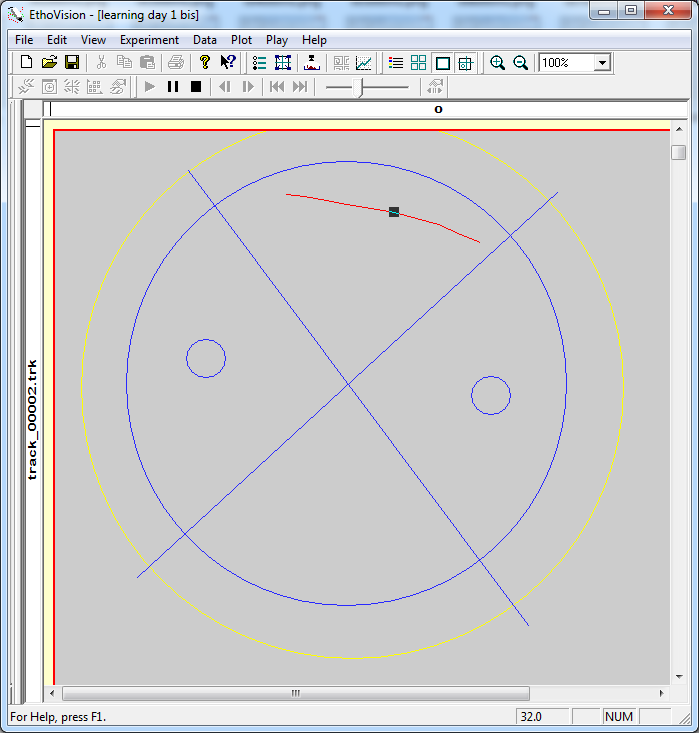 EthoVision - [learning day 1 bis]
File Edit View Experiment Data Plot Play Help
100%
0
track_00002.trk
For Help, press F1.
32.0
NUM